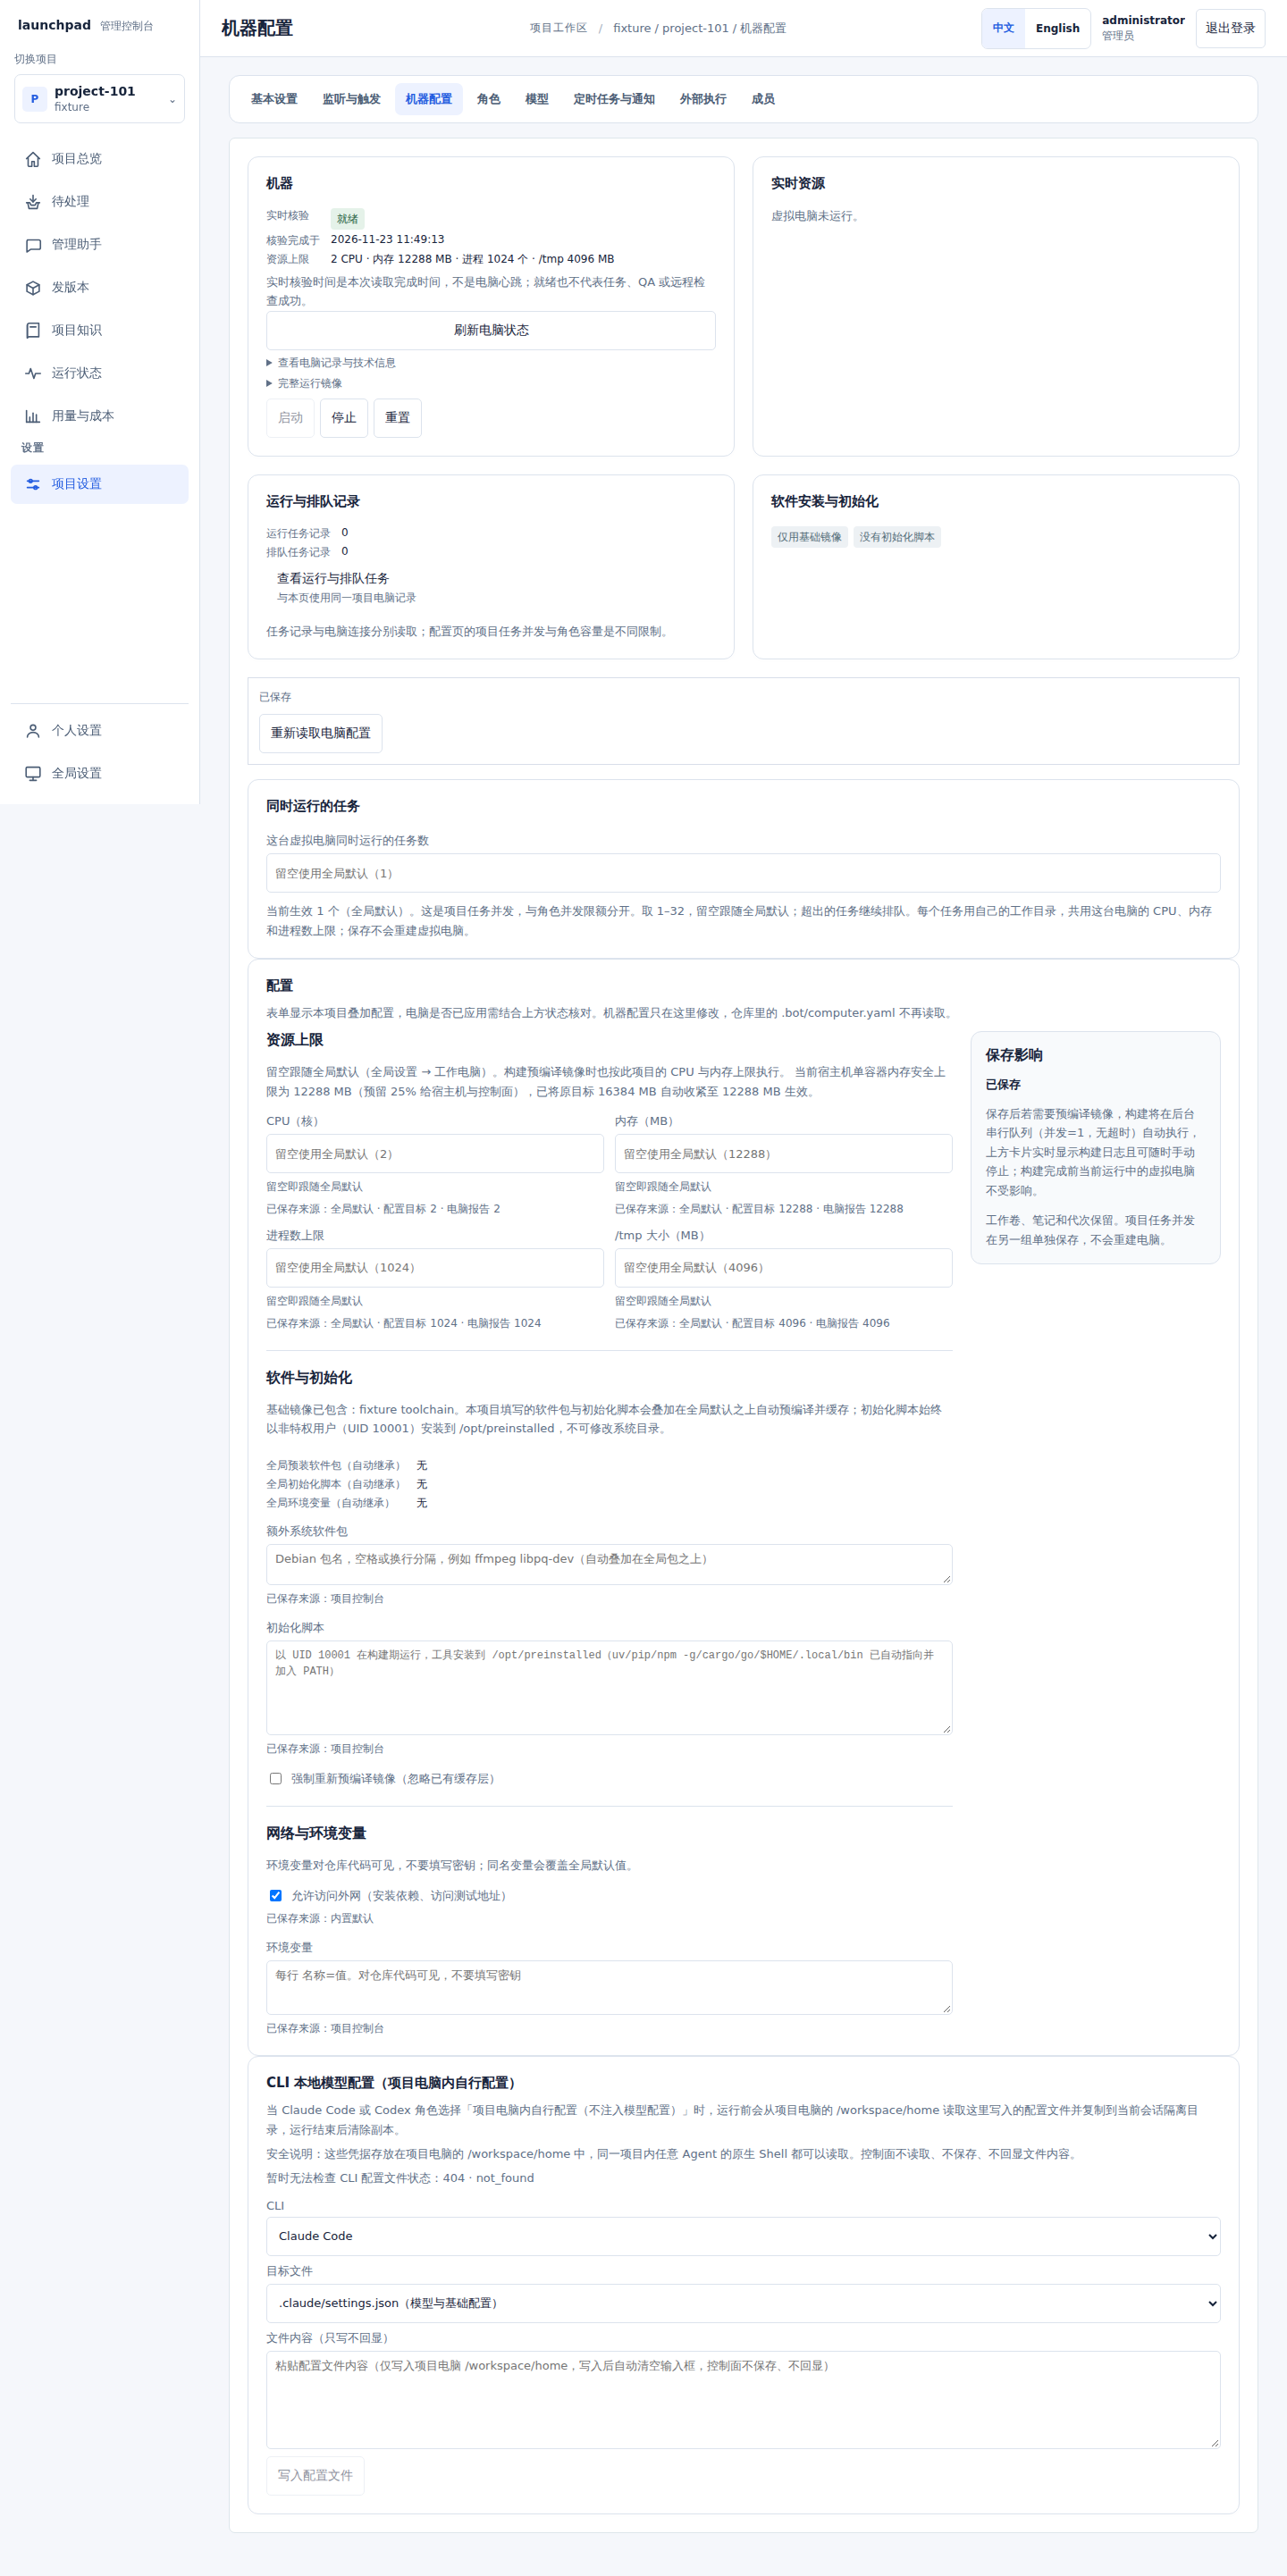 launchpad 管理控制台
切换项目
P
project-101
fixture
项目总览
待处理
管理助手
发版本
项目知识
运行状态
用量与成本
设置
项目设置
个人设置
全局设置
机器配置
项目工作区 / fixture / project-101 / 机器配置
中文
English
administrator
管理员
退出登录
基本设置
监听与触发
机器配置
角色
模型
定时任务与通知
外部执行
成员
机器
实时核验 就绪
核验完成于 2026-11-23 11:49:13
资源上限 2 CPU · 内存 12288 MB · 进程 1024 个 · /tmp 4096 MB
实时核验时间是本次读取完成时间，不是电脑心跳；就绪也不代表任务、QA 或远程检
查成功。
刷新电脑状态
查看电脑记录与技术信息
完整运行镜像
启动
停止
重置
实时资源
虚拟电脑未运行。
运行与排队记录
运行任务记录 0
排队任务记录 0
查看运行与排队任务
与本页使用同一项目电脑记录
任务记录与电脑连接分别读取；配置页的项目任务并发与角色容量是不同限制。
软件安装与初始化
仅用基础镜像
没有初始化脚本
已保存
重新读取电脑配置
同时运行的任务
这台虚拟电脑同时运行的任务数
留空使用全局默认（1）
当前生效 1 个（全局默认）。这是项目任务并发，与角色并发限额分开。取 1–32，留空跟随全局默认；超出的任务继续排队。每个任务用自己的工作目录，共用这台电脑的 CPU、内存
和进程数上限；保存不会重建虚拟电脑。
配置
表单显示本项目叠加配置，电脑是否已应用需结合上方状态核对。机器配置只在这里修改，仓库里的 .bot/computer.yaml 不再读取。
资源上限
留空跟随全局默认（全局设置 → 工作电脑）。构建预编译镜像时也按此项目的 CPU 与内存上限执行。 当前宿主机单容器内存安全上
限为 12288 MB（预留 25% 给宿主机与控制面），已将原目标 16384 MB 自动收紧至 12288 MB 生效。
CPU（核）
留空使用全局默认（2）
留空即跟随全局默认
已保存来源：全局默认 · 配置目标 2 · 电脑报告 2
内存（MB）
留空使用全局默认（12288）
留空即跟随全局默认
已保存来源：全局默认 · 配置目标 12288 · 电脑报告 12288
进程数上限
留空使用全局默认（1024）
留空即跟随全局默认
已保存来源：全局默认 · 配置目标 1024 · 电脑报告 1024
/tmp 大小（MB）
留空使用全局默认（4096）
留空即跟随全局默认
已保存来源：全局默认 · 配置目标 4096 · 电脑报告 4096
保存影响
已保存
保存后若需要预编译镜像，构建将在后台
串行队列（并发=1，无超时）自动执行，
上方卡片实时显示构建日志且可随时手动
停止；构建完成前当前运行中的虚拟电脑
不受影响。
工作卷、笔记和代次保留。项目任务并发
在另一组单独保存，不会重建电脑。
软件与初始化
基础镜像已包含：fixture toolchain。本项目填写的软件包与初始化脚本会叠加在全局默认之上自动预编译并缓存；初始化脚本始终
以非特权用户（UID 10001）安装到 /opt/preinstalled，不可修改系统目录。
全局预装软件包（自动继承） 无
全局初始化脚本（自动继承） 无
全局环境变量（自动继承） 无
额外系统软件包
Debian 包名，空格或换行分隔，例如 ffmpeg libpq-dev（自动叠加在全局包之上）
已保存来源：项目控制台
初始化脚本
以 UID 10001 在构建期运行，工具安装到 /opt/preinstalled（uv/pip/npm -g/cargo/go/$HOME/.local/bin 已自动指向并
加入 PATH）
已保存来源：项目控制台
强制重新预编译镜像（忽略已有缓存层）
网络与环境变量
环境变量对仓库代码可见，不要填写密钥；同名变量会覆盖全局默认值。
允许访问外网（安装依赖、访问测试地址）
已保存来源：内置默认
环境变量
每行 名称=值。对仓库代码可见，不要填写密钥
已保存来源：项目控制台
CLI 本地模型配置（项目电脑内自行配置）
当 Claude Code 或 Codex 角色选择「项目电脑内自行配置（不注入模型配置）」时，运行前会从项目电脑的 /workspace/home 读取这里写入的配置文件并复制到当前会话隔离目
录，运行结束后清除副本。
安全说明：这些凭据存放在项目电脑的 /workspace/home 中，同一项目内任意 Agent 的原生 Shell 都可以读取。控制面不读取、不保存、不回显文件内容。
暂时无法检查 CLI 配置文件状态：404 · not_found
CLI
Claude Code
目标文件
.claude/settings.json（模型与基础配置）
文件内容（只写不回显）
粘贴配置文件内容（仅写入项目电脑 /workspace/home，写入后自动清空输入框，控制面不保存、不回显）
写入配置文件